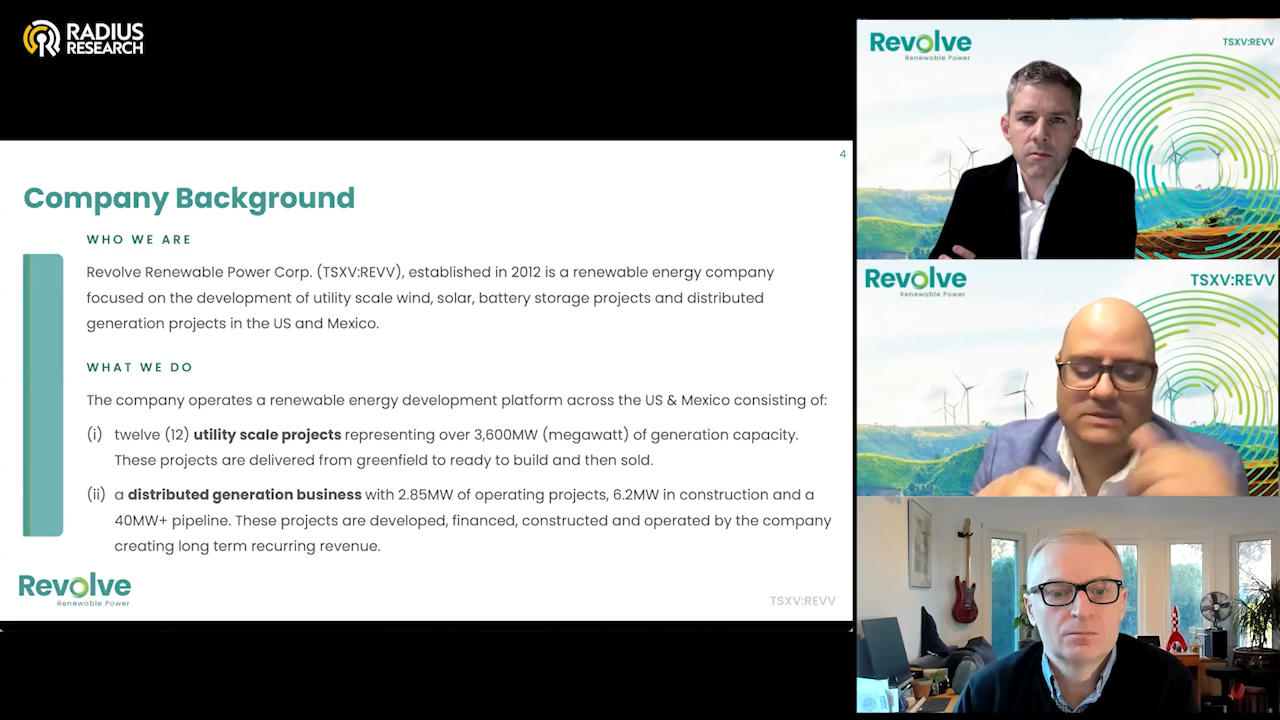 RADIUS
RESEARCH
4
Company Background
WHO WE ARE
Revolve Renewable Power Corp. (TSXV:REVV), established in 2012 is a renewable energy company
focused on the development of utility scale wind, solar, battery storage projects and distributed
generation projects in the US and Mexico.
WHAT WE DO
The company operates a renewable energy development platform across the US & Mexico consisting of:
(i) twelve (12) utility scale projects representing over 3,600MW (megawatt) of generation capacity.
These projects are delivered from greenfield to ready to build and then sold.
(ii) a distributed generation business with 2.85MW of operating projects, 6.2MW in construction and a
40MW+ pipeline. These projects are developed, financed, constructed and operated by the company
creating long term recurring revenue.
Revolve
Renewable Power
TSXV:REVV
Revolve
Renewable Power
TSXV:REVV
Revolve
Renewable Power
TSXV:REVV